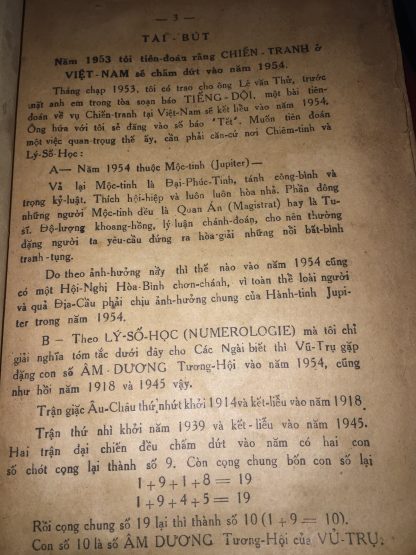 — 3 —
TÁI - BÚT
Năm 1953 tôi tiên-đoán rằng CHIẾN - TRANH ở
VIỆT - NAM sẽ chấm dứt vào năm 1954.
Tháng chạp 1953, tôi có trao cho ông Lê văn Thử, trước
mặt anh em trong tòa soạn báo TIẾNG - DỘI, một bài tiên-
đoán về vụ Chiến-tranh tại Việt-Nam sẽ kết liễu vào năm 1954.
Ông hứa với tôi sẽ đăng vào số báo "Tết". Muốn tiên đoán
một việc quan-trọng thế ấy, cần phải căn-cứ nơi Chiêm-tinh và
Lý-Số-Học :
A— Năm 1954 thuộc Mộc-tinh (Jupiter) —
Vả lại Mộc-tinh là Đại-Phúc-Tinh, tánh công-bình và
trọng kỷ-luật. Thích hội-hiệp và luôn luôn hòa nhã. Phần đông
những người Mộc-tinh đều là Quan Án (Magistrat) hay là Tu-
sĩ. Độ-lượng khoang-hồng, lý-luận chánh-đoán, cho nên thường
đặng người ta yêu-cầu đứng ra hòa-giải những nỗi bất-bình
tranh-tụng.
Do theo ảnh-hưởng nầy thì thế nào vào năm 1954 cũng
có một Hội-Nghị Hòa-Bình chơn-chánh, vì toàn thể loài người
và quả Địa-Cầu phải chịu ảnh-hưởng chung của Hành-tinh Jupi-
ter trong năm 1954.
B — Theo LÝ-SỐ-HỌC (NUMEROLOGIE) mà tôi chỉ
giải nghĩa tóm tắc dưới đây cho Các Ngài biết thì Vũ-Trụ gặp
đặng con số ÂM - DƯƠNG Tương-Hội vào năm 1954, cũng
như hồi năm 1918 và 1945 vậy.
Trận giặc Âu-Châu thứ nhứt khởi 1914 và kết-liễu vào năm 1918.
Trận thứ nhì khởi năm 1939 và kết - liễu vào năm 1945.
Hai trận đại chiến đều chấm dứt vào năm có hai con
số chót cọng lại thành số 9. Còn cọng chung bốn con số lại
1 + 9 + 1 + 8 = 19
1 + 9 + 4 + 5 = 19
Rồi cọng chung số 19 lại thì thành số 10 (1 + 9 = 10).
Con số 10 là số ÂM DƯƠNG Tương-Hội của VŨ-TRỤ.